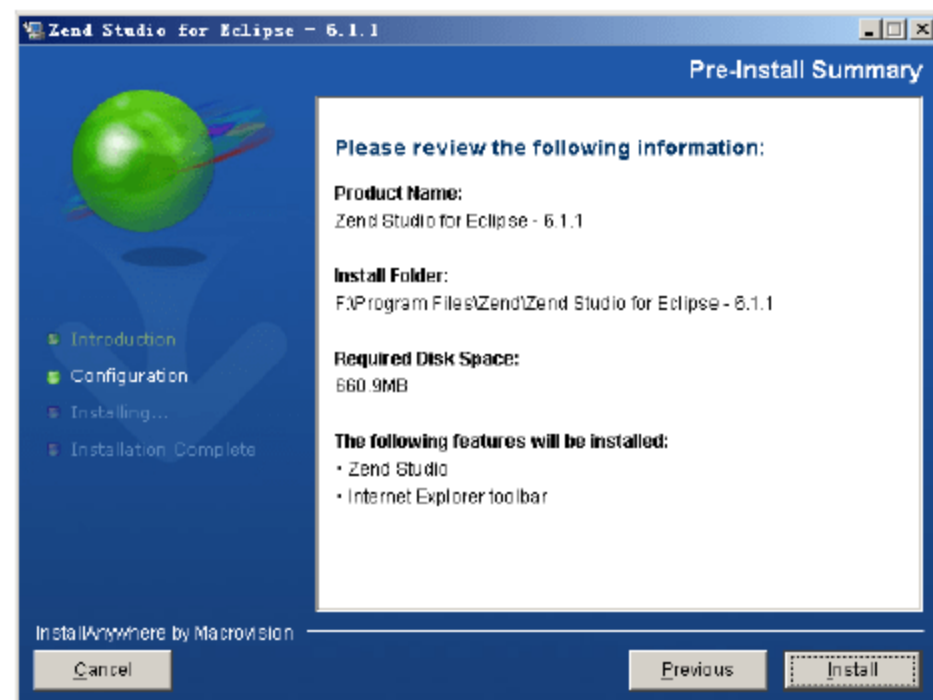 Zend Studio for Eclipse - 6.1.1
Pre-Install Summary
Please review the following information:
Product Name:
Zend Studio for Eclipse - 6.1.1
Install Folder:
F:\Program Files\Zend\Zend Studio for Eclipse - 6.1.1
Required Disk Space:
660.9MB
The following features will be installed:
• Zend Studio
• Internet Explorer toolbar
Introduction
Configuration
Installing...
Installation Complete
InstallAnywhere by Macrovision
Cancel
Previous
Install